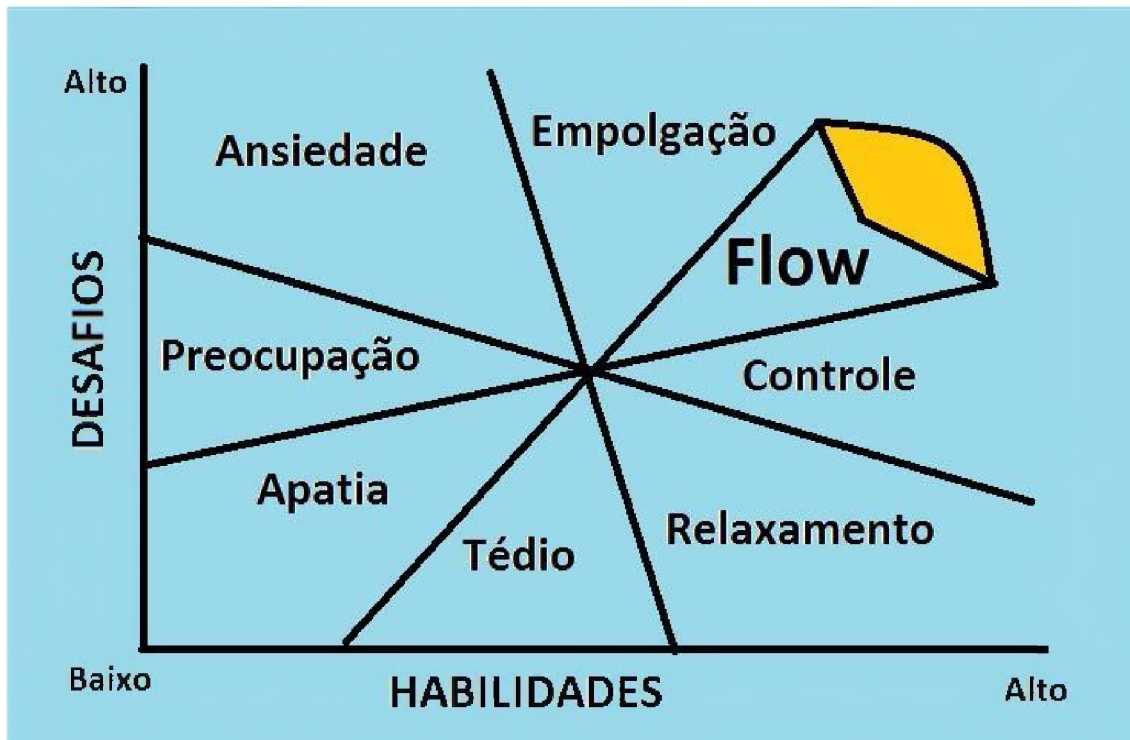 Alto
Ansiedade
Empolgação
Flow
DESAFIOS
Preocupação
Controle
Apatia
Tédio
Relaxamento
Baixo
HABILIDADES
Alto